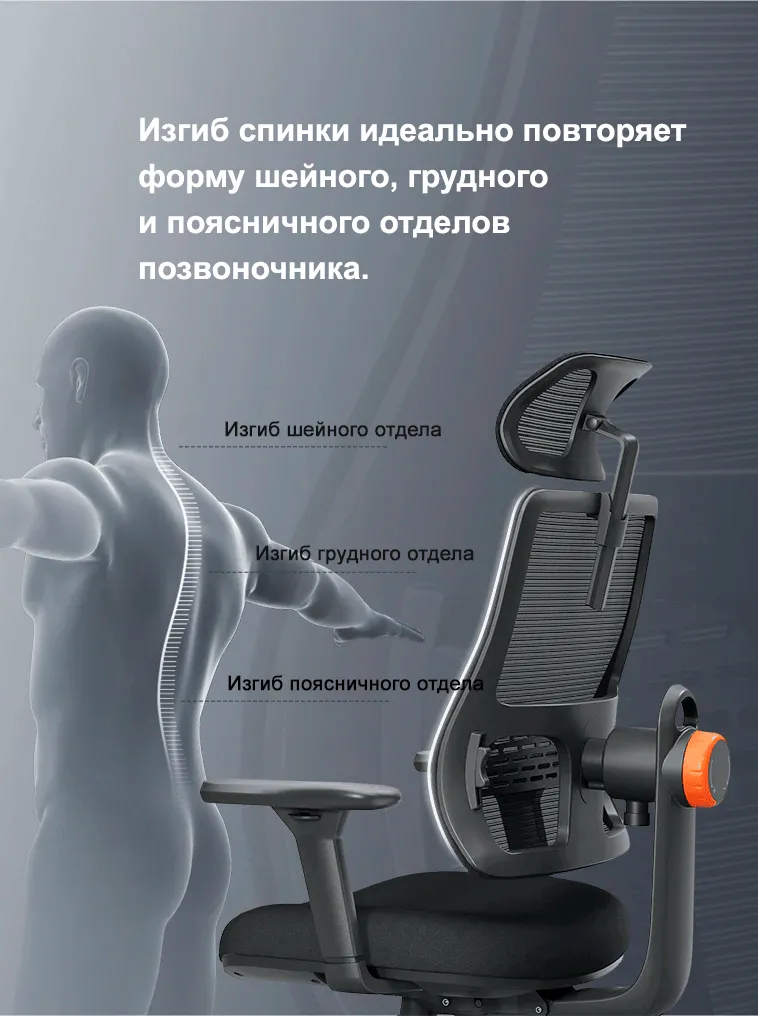 Изгиб спинки идеально повторяет
форму шейного, грудного
и поясничного отделов
позвоночника.
Изгиб шейного отдела
Изгиб грудного отдела
Изгиб поясничного отдела